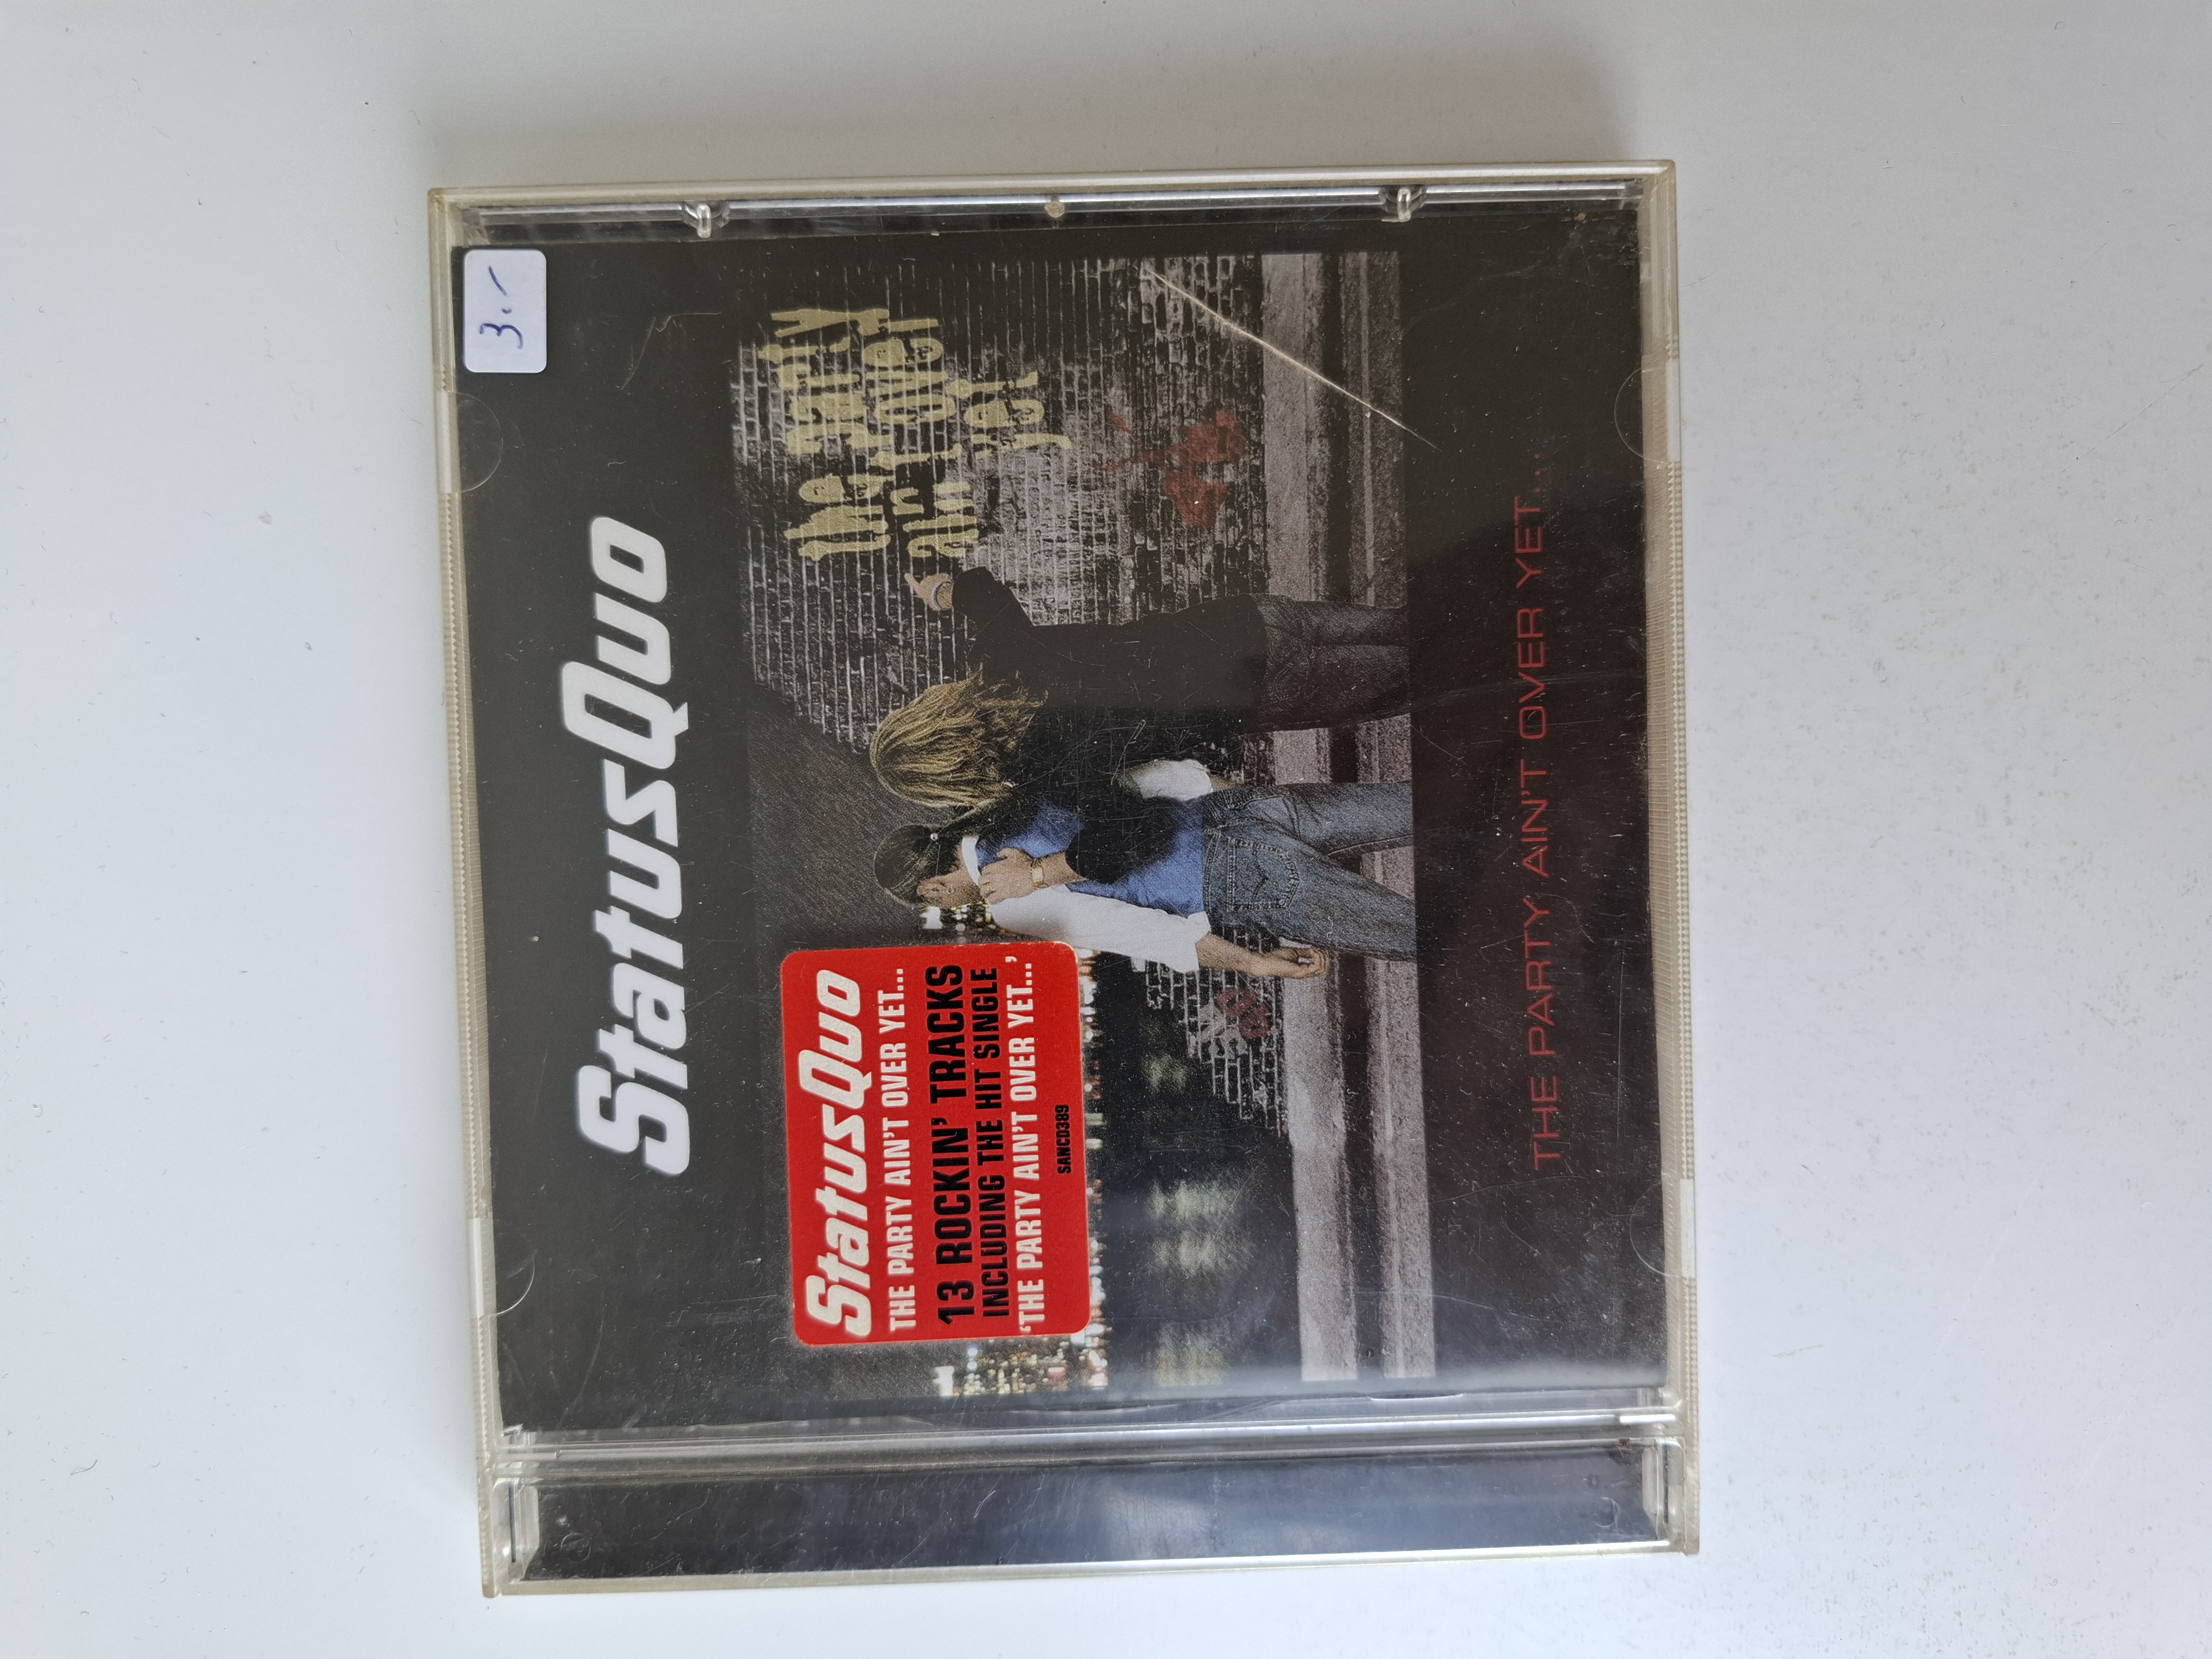 3.-
StatusQuo
the party
ain't over
yet..
StatusQuo
THE PARTY AIN'T OVER YET...
13 ROCKIN' TRACKS
INCLUDING THE HIT SINGLE
'THE PARTY AIN'T OVER YET...'
SANCD389
THE PARTY AIN'T OVER YET...